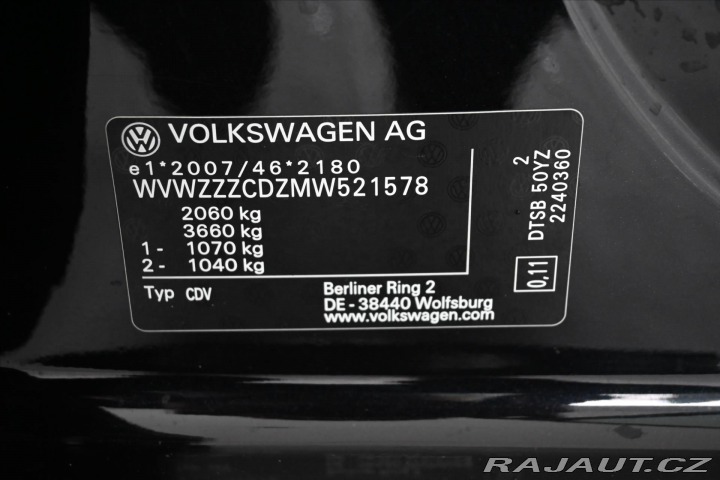 VOLKSWAGEN AG
e1*2007/46*2180
WVWZZZCDZMW521578
2060 kg
3660 kg
1- 1070 kg
2- 1040 kg
Typ CDV
Berliner Ring 2
DE - 38440 Wolfsburg
www.volkswagen.com
2
DTSB 50YZ
2240360
0,11
RAJAUT.CZ